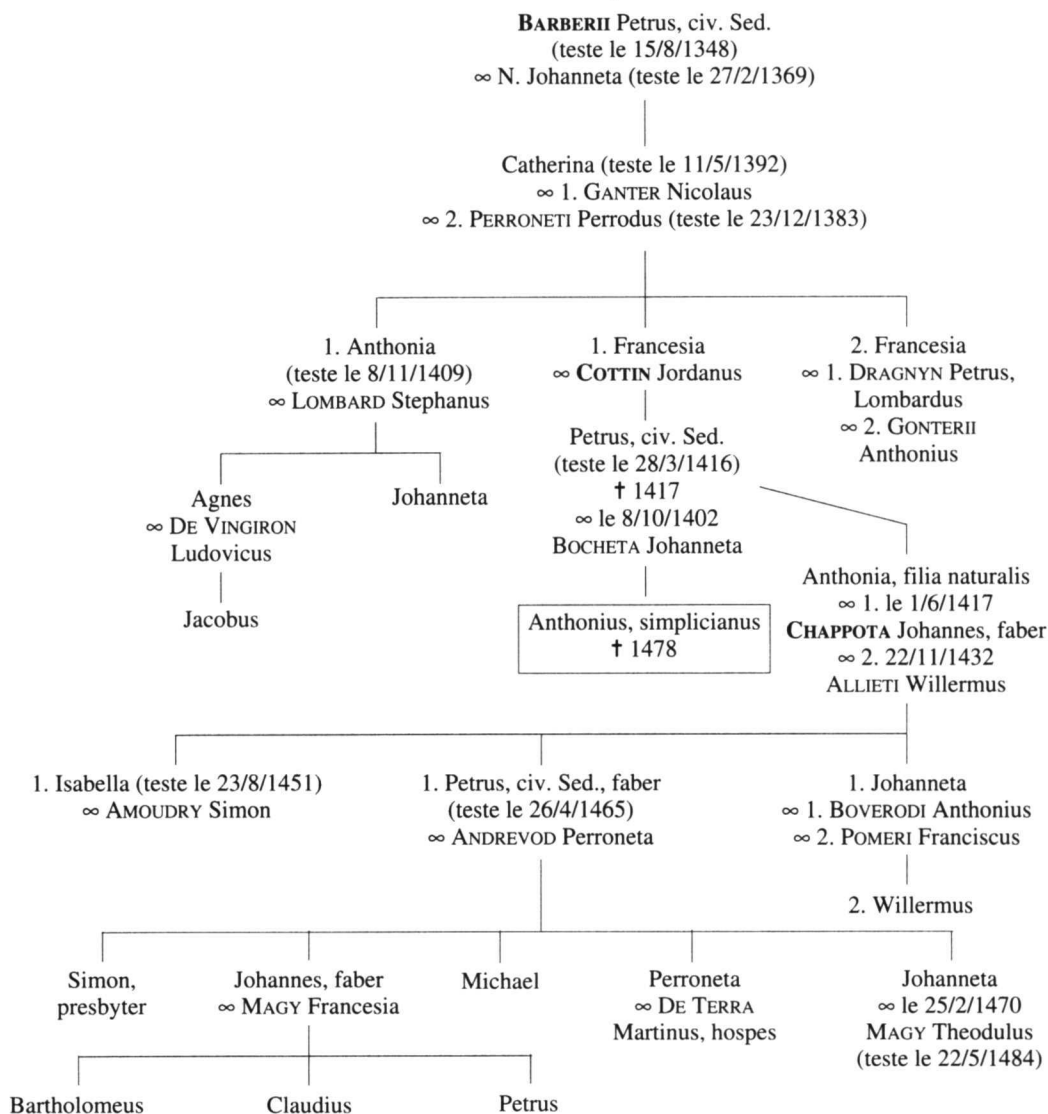 BARBERII Petrus, civ. Sed.
(teste le 15/8/1348)
∞ N. Johanneta (teste le 27/2/1369)
Catherina (teste le 11/5/1392)
∞ 1. GANTER Nicolaus
∞ 2. PERRONETI Perrodus (teste le 23/12/1383)
1. Anthonia
(teste le 8/11/1409)
∞ LOMBARD Stephanus
1. Francesia
∞ COTTIN Jordanus
2. Francesia
∞ 1. DRAGNYN Petrus,
Lombardus
∞ 2. GONTERII
Anthonius
Agnes
∞ DE VINGIRON
Ludovicus
Johanneta
Petrus, civ. Sed.
(teste le 28/3/1416)
† 1417
∞ le 8/10/1402
BOCHETA Johanneta
Jacobus
Anthonius, simplicianus
† 1478
Anthonia, filia naturalis
∞ 1. le 1/6/1417
CHAPPOTA Johannes, faber
∞ 2. 22/11/1432
ALLIETI Willermus
1. Isabella (teste le 23/8/1451)
∞ AMOUDRY Simon
1. Petrus, civ. Sed., faber
(teste le 26/4/1465)
∞ ANDREVOD Perroneta
1. Johanneta
∞ 1. BOVERODI Anthonius
∞ 2. POMERI Franciscus
2. Willermus
Simon,
presbyter
Johannes, faber
∞ MAGY Francesia
Michael
Perroneta
∞ DE TERRA
Martinus, hospes
Johanneta
∞ le 25/2/1470
MAGY Theodulus
(teste le 22/5/1484)
Bartholomeus
Claudius
Petrus